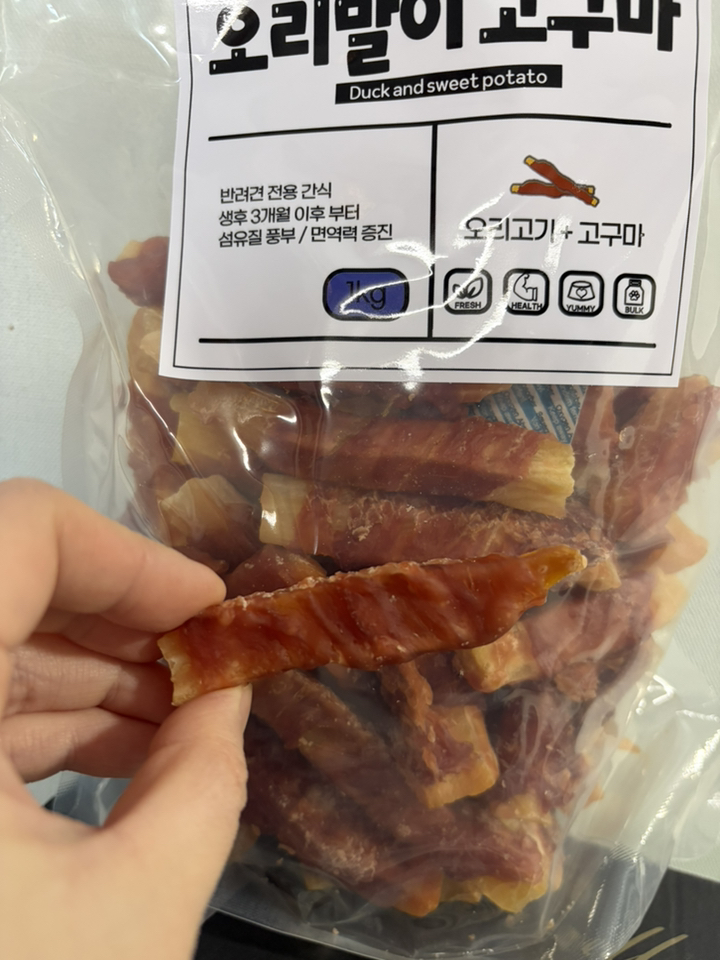 오리말이 고구마
Duck and sweet potato
반려견 전용 간식
생후 3개월 이후 부터
섬유질 풍부 / 면역력 증진
1kg
오리고기 + 고구마
FRESH
HEALTH
YUMMY
BULK